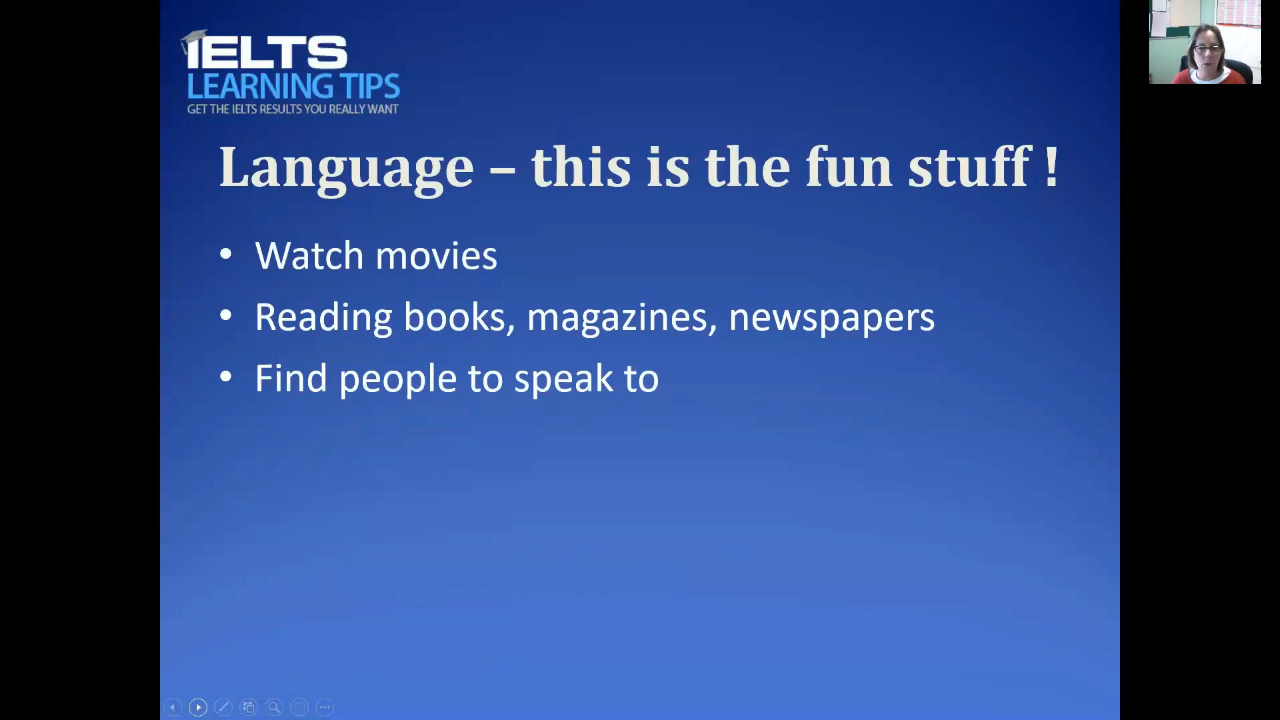 IELTS
LEARNING TIPS
GET THE IELTS RESULTS YOU REALLY WANT
Language – this is the fun stuff !
• Watch movies
• Reading books, magazines, newspapers
• Find people to speak to